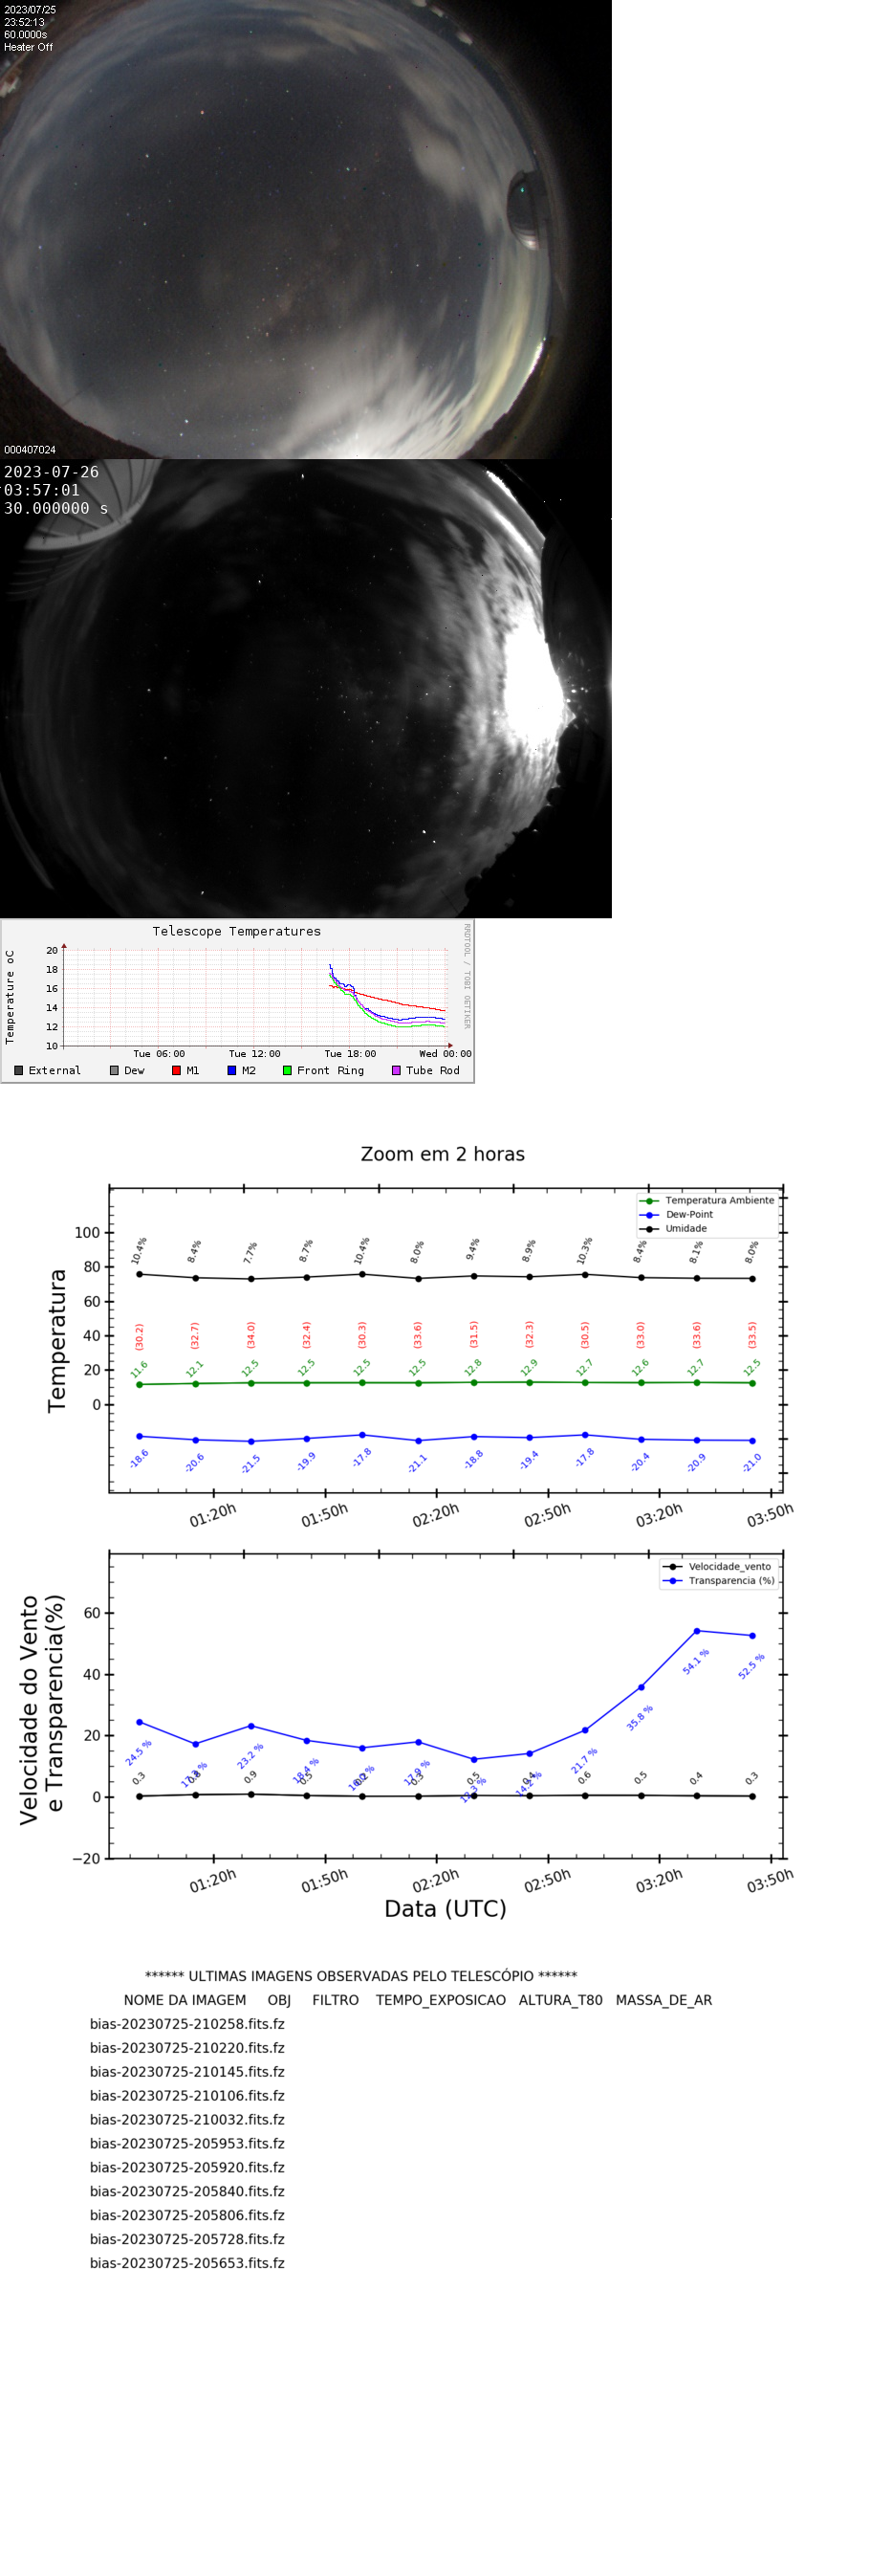 2023/07/25
23:52:13
60.0000s
Heater Off
000407024
2023-07-26
03:57:01
30.000000 s
Telescope Temperatures
RRDTOOL / TOBI OETIKER
Temperature oC
20
18
16
14
12
10
Tue 06:00 Tue 12:00 Tue 18:00 Wed 00:00
External Dew M1 M2 Front Ring Tube Rod
Zoom em 2 horas
Temperatura Ambiente
Dew-Point
Umidade
Temperatura
100
80
60
40
20
0
10.4% 8.4% 7.7% 8.7% 10.4% 8.0% 9.4% 8.9% 10.3% 8.4% 8.1% 8.0%
(30.2) (32.7) (34.0) (32.4) (30.3) (33.6) (31.5) (32.3) (30.5) (33.0) (33.6) (33.5)
11.6 12.1 12.5 12.5 12.5 12.5 12.8 12.9 12.7 12.6 12.7 12.5
-18.6 -20.6 -21.5 -19.9 -17.8 -21.1 -18.8 -19.4 -17.8 -20.4 -20.9 -21.0
01:20h 01:50h 02:20h 02:50h 03:20h 03:50h
Velocidade_vento
Transparencia (%)
Velocidade do Vento
e Transparencia(%)
60
40
20
0
−20
24.5 % 23.2 % 18.4 % 17.9 % 21.7 % 35.8 % 54.1 % 52.5 %
0.3 0.9 0.5 0.3 0.5 0.4 0.6 0.5 0.4 0.3
01:20h 01:50h 02:20h 02:50h 03:20h 03:50h
Data (UTC)
****** ULTIMAS IMAGENS OBSERVADAS PELO TELESCÓPIO ******
NOME DA IMAGEM OBJ FILTRO TEMPO_EXPOSICAO ALTURA_T80 MASSA_DE_AR
bias-20230725-210258.fits.fz
bias-20230725-210220.fits.fz
bias-20230725-210145.fits.fz
bias-20230725-210106.fits.fz
bias-20230725-210032.fits.fz
bias-20230725-205953.fits.fz
bias-20230725-205920.fits.fz
bias-20230725-205840.fits.fz
bias-20230725-205806.fits.fz
bias-20230725-205728.fits.fz
bias-20230725-205653.fits.fz